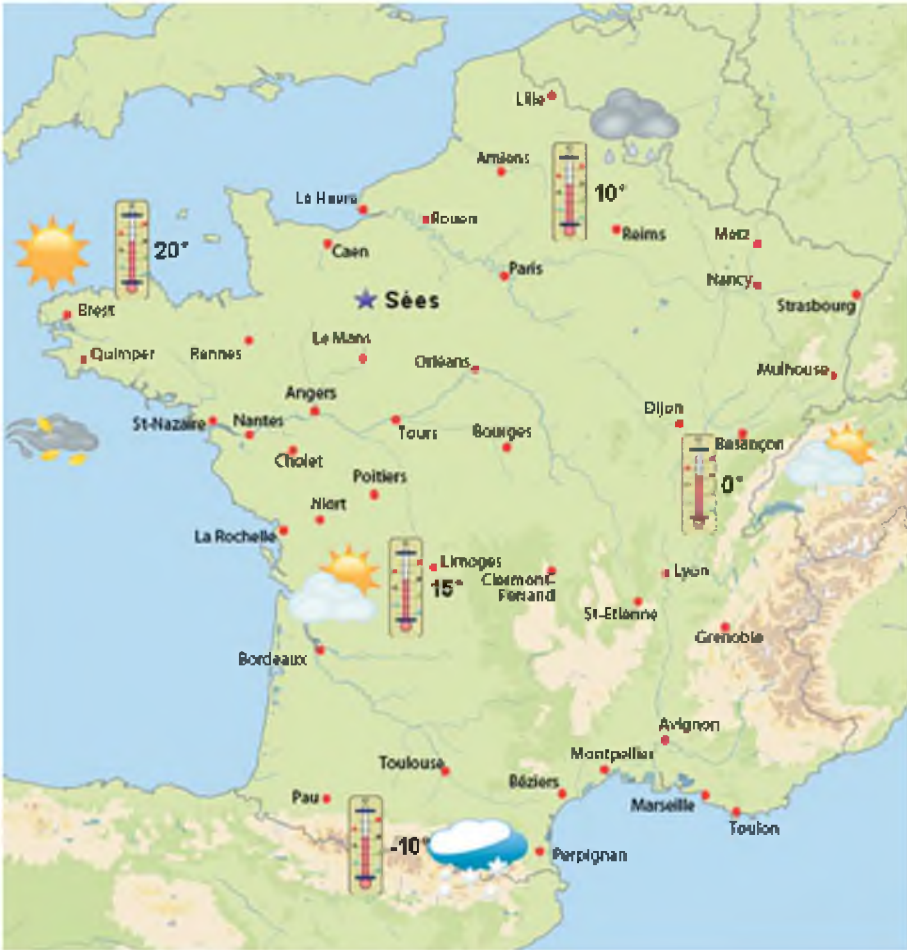 Lille
Amiens
10°
Le Havre
Rouen
Reims
Metz
20°
Caen
Paris
Nancy
Sées
Strasbourg
Brest
Le Mans
Quimper
Rennes
Orléans
Mulhouse
Angers
Dijon
St-Nazaire
Nantes
Tours
Bourges
Besançon
Cholet
Poitiers
0°
Niort
La Rochelle
Limoges
Lyon
15°
Clermont-
Ferrand
St-Etienne
Grenoble
Bordeaux
Avignon
Montpellier
Toulouse
Béziers
Pau
Marseille
Toulon
-10°
Perpignan